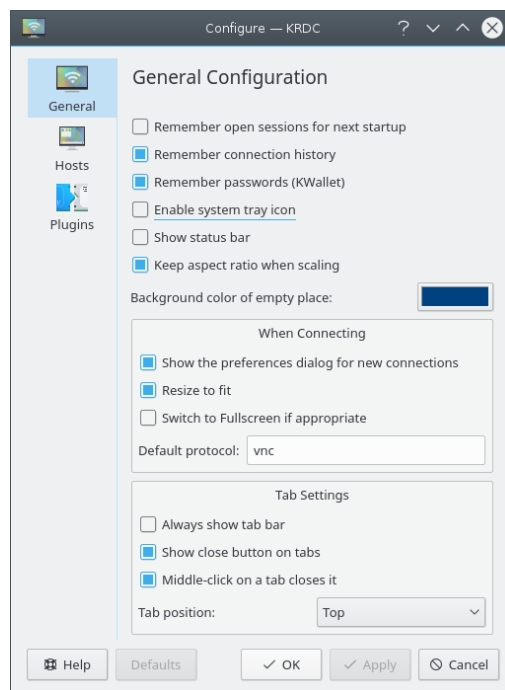 Configure — KRDC
General
Hosts
Plugins
General Configuration
Remember open sessions for next startup
Remember connection history
Remember passwords (KWallet)
Enable system tray icon
Show status bar
Keep aspect ratio when scaling
Background color of empty place:
When Connecting
Show the preferences dialog for new connections
Resize to fit
Switch to Fullscreen if appropriate
Default protocol: vnc
Tab Settings
Always show tab bar
Show close button on tabs
Middle-click on a tab closes it
Tab position: Top
Help Defaults OK Apply Cancel